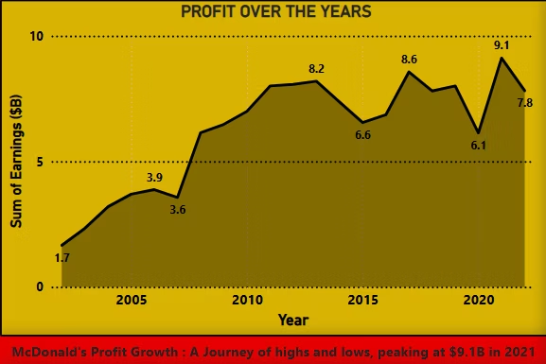 PROFIT OVER THE YEARS
10
9.1
8.6
8.2
7.8
6.6
6.1
5
3.9
3.6
1.7
0
Sum of Earnings ($B)
2005 2010 2015 2020
Year
McDonald's Profit Growth : A Journey of highs and lows, peaking at $9.1B in 2021